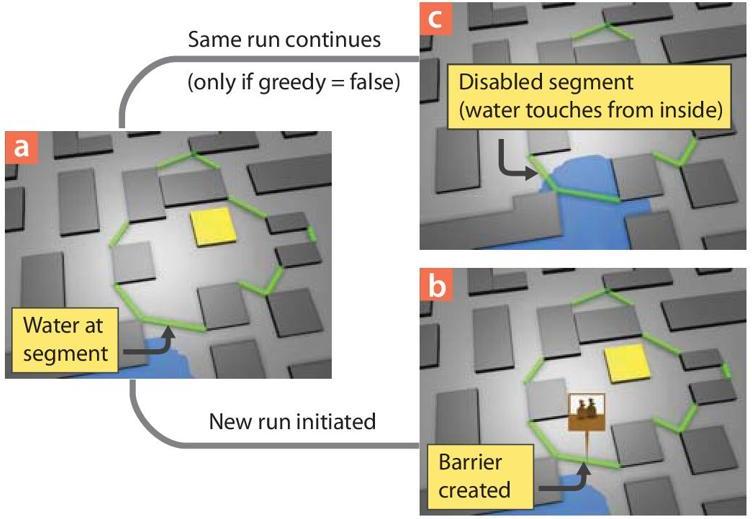 Same run continues
(only if greedy = false)
c
Disabled segment
(water touches from inside)
a
Water at
segment
New run initiated
b
Barrier
created